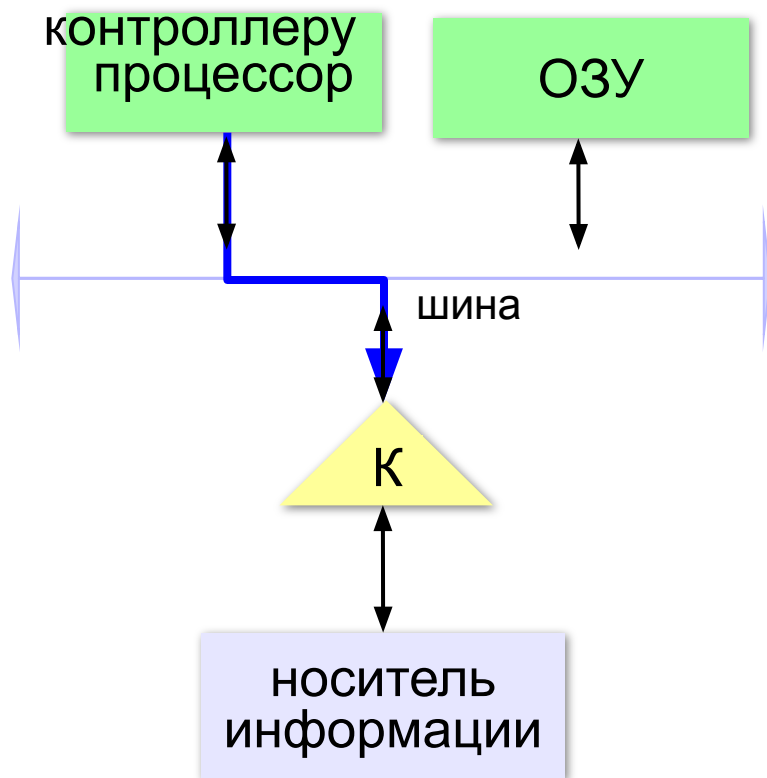 контроллеру
процессор
ОЗУ
шина
К
носитель
информации